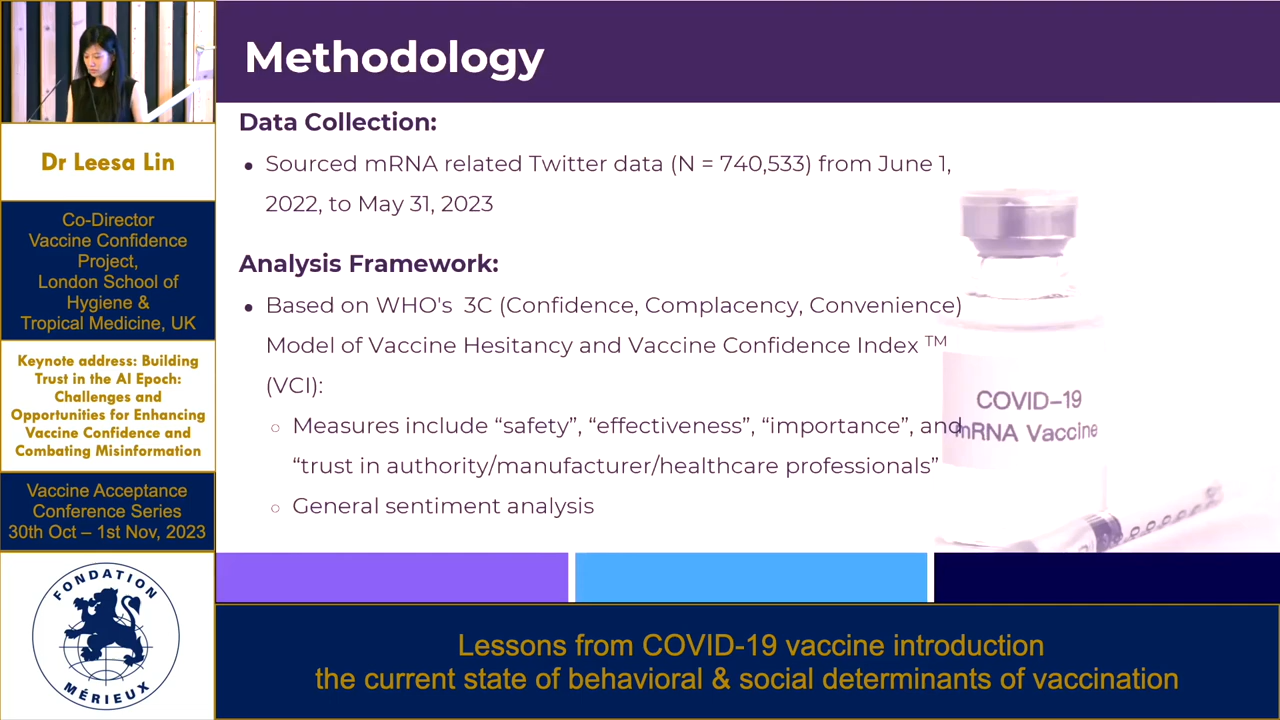 Methodology
Data Collection:
• Sourced mRNA related Twitter data (N = 740,533) from June 1,
2022, to May 31, 2023
Analysis Framework:
• Based on WHO's 3C (Confidence, Complacency, Convenience)
Model of Vaccine Hesitancy and Vaccine Confidence Index ™
(VCI):
○ Measures include “safety”, “effectiveness”, “importance”, and
“trust in authority/manufacturer/healthcare professionals”
○ General sentiment analysis
COVID-19
mRNA Vaccine
Dr Leesa Lin
Co-Director
Vaccine Confidence
Project,
London School of
Hygiene &
Tropical Medicine, UK
Keynote address: Building
Trust in the AI Epoch:
Challenges and
Opportunities for Enhancing
Vaccine Confidence and
Combating Misinformation
Vaccine Acceptance
Conference Series
30th Oct – 1st Nov, 2023
FONDATION
MÉRIEUX
Lessons from COVID-19 vaccine introduction
the current state of behavioral & social determinants of vaccination